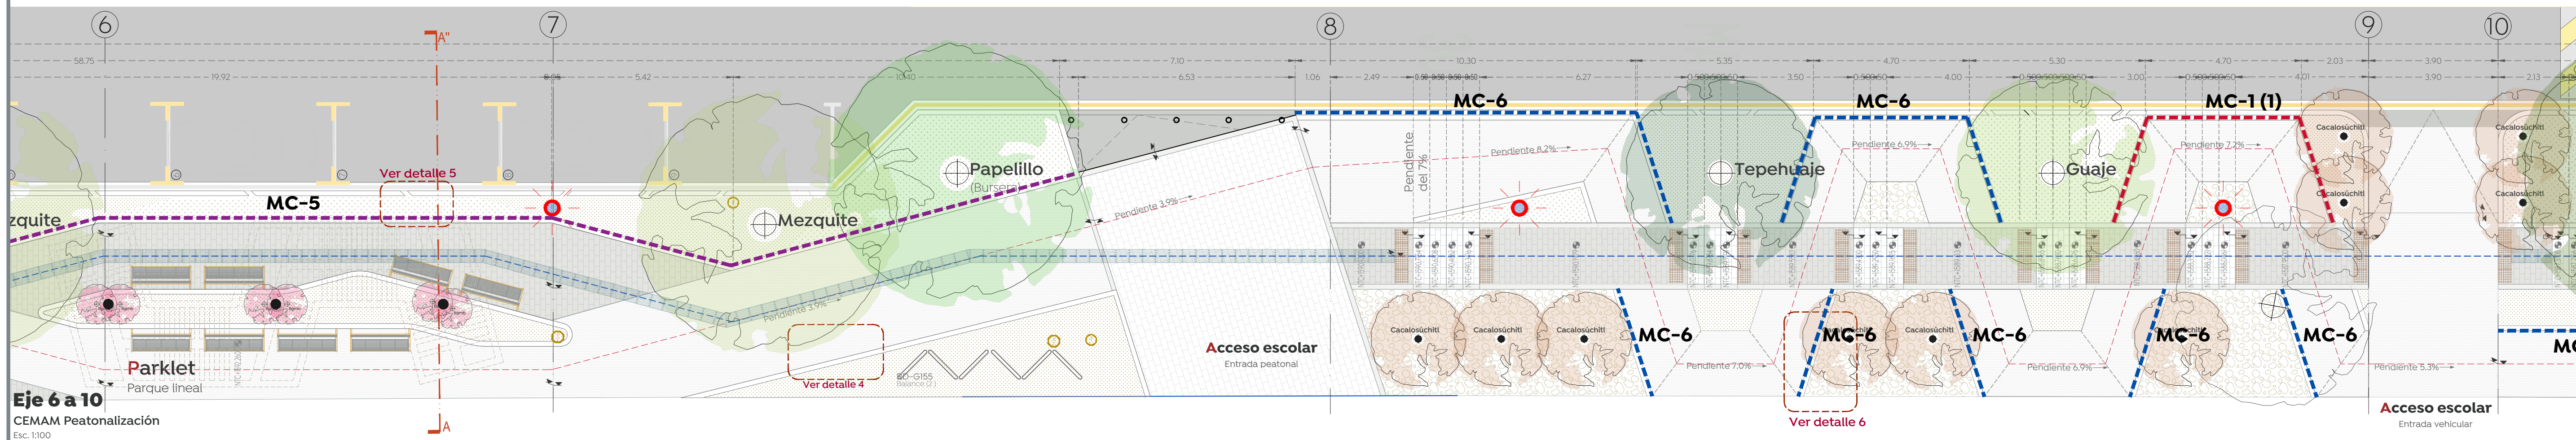 6
7
8
9
10
A"
58.75
7.10
10.30
5.35
4.70
5.30
4.70
2.03
3.90
19.92
5.42
10.40
6.53
1.06
2.49
6.27
3.50
4.00
3.00
4.01
3.90
2.13
MC-6
MC-6
MC-1 (1)
Cacalosúchitl
Cacalosúchitl
Pendiente
del 7%
Pendiente 8.2%
Pendiente 6.9%
Pendiente 7.2%
Ver detalle 5
Papelillo
(Bursera)
Tepehuaje
Guaje
Cacalosúchitl
Cacalosúchitl
MC-5
zquite
Mezquite
Pendiente 3.9%
Pendiente 3.9%
Cacalosúchitl
Cacalosúchitl
Cacalosúchitl
MC-6
MC-6
Cacalosúchitl
MC-6
MC-6
MC-6
MC
Acceso escolar
Entrada peatonal
Parklet
Parque lineal
BD-G155
Balance (2)
Ver detalle 4
Pendiente 7.0%
Pendiente 6.9%
Pendiente 5.3%
Eje 6 a 10
CEMAM Peatonalización
Esc. 1:100
A
Ver detalle 6
Acceso escolar
Entrada vehicular